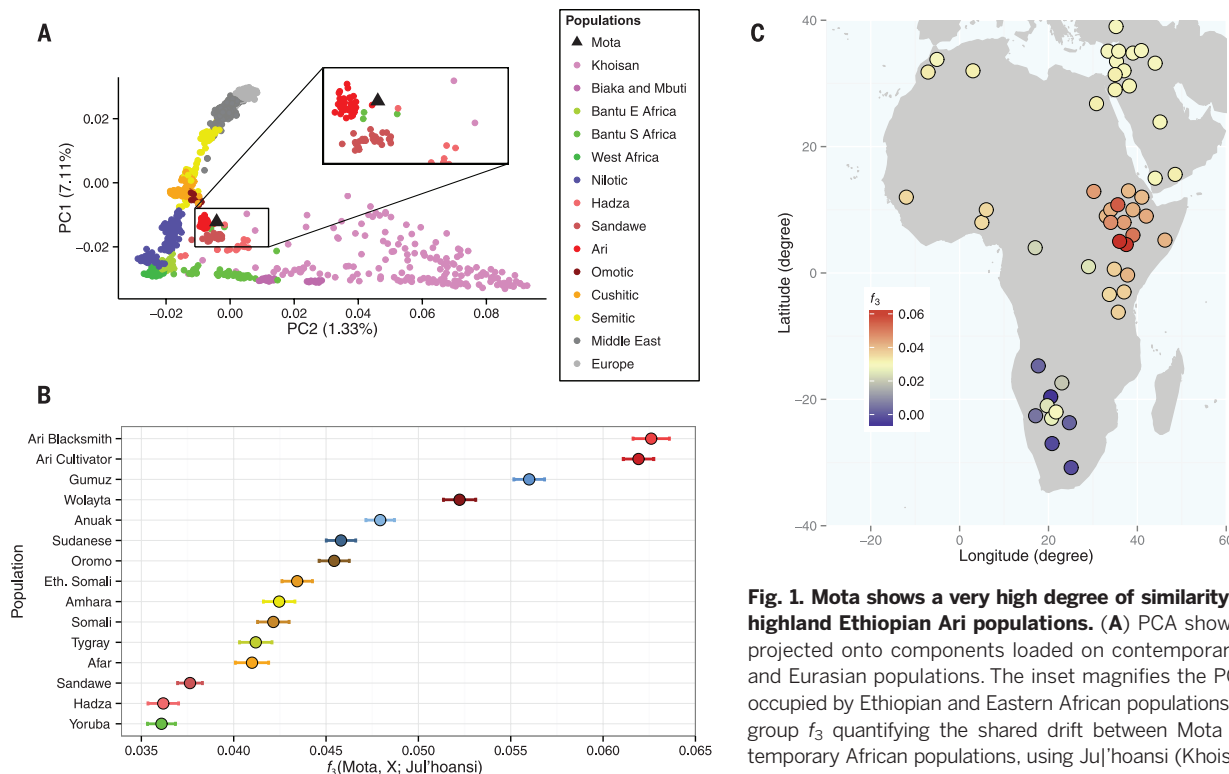 A
PC1 (7.11%)
0.02
0.00
−0.02
−0.02
0.00
0.02
0.04
0.06
0.08
PC2 (1.33%)
Populations
Mota
Khoisan
Biaka and Mbuti
Bantu E Africa
Bantu S Africa
West Africa
Nilotic
Hadza
Sandawe
Ari
Omotic
Cushitic
Semitic
Middle East
Europe
B
Population
Ari Blacksmith
Ari Cultivator
Gumuz
Wolayta
Anuak
Sudanese
Oromo
Eth. Somali
Amhara
Somali
Tygray
Afar
Sandawe
Hadza
Yoruba
0.035
0.040
0.045
0.050
0.055
0.060
0.065
f3(Mota, X; Jul'hoansi)
C
Latitude (degree)
40
20
0
−20
−40
f3
0.06
0.04
0.02
0.00
−20
0
20
40
60
Longitude (degree)
Fig. 1. Mota shows a very high degree of similarity
highland Ethiopian Ari populations. (A) PCA show
projected onto components loaded on contemporar
and Eurasian populations. The inset magnifies the PC
occupied by Ethiopian and Eastern African populations
group f3 quantifying the shared drift between Mota
temporary African populations, using Ju|'hoansi (Khois